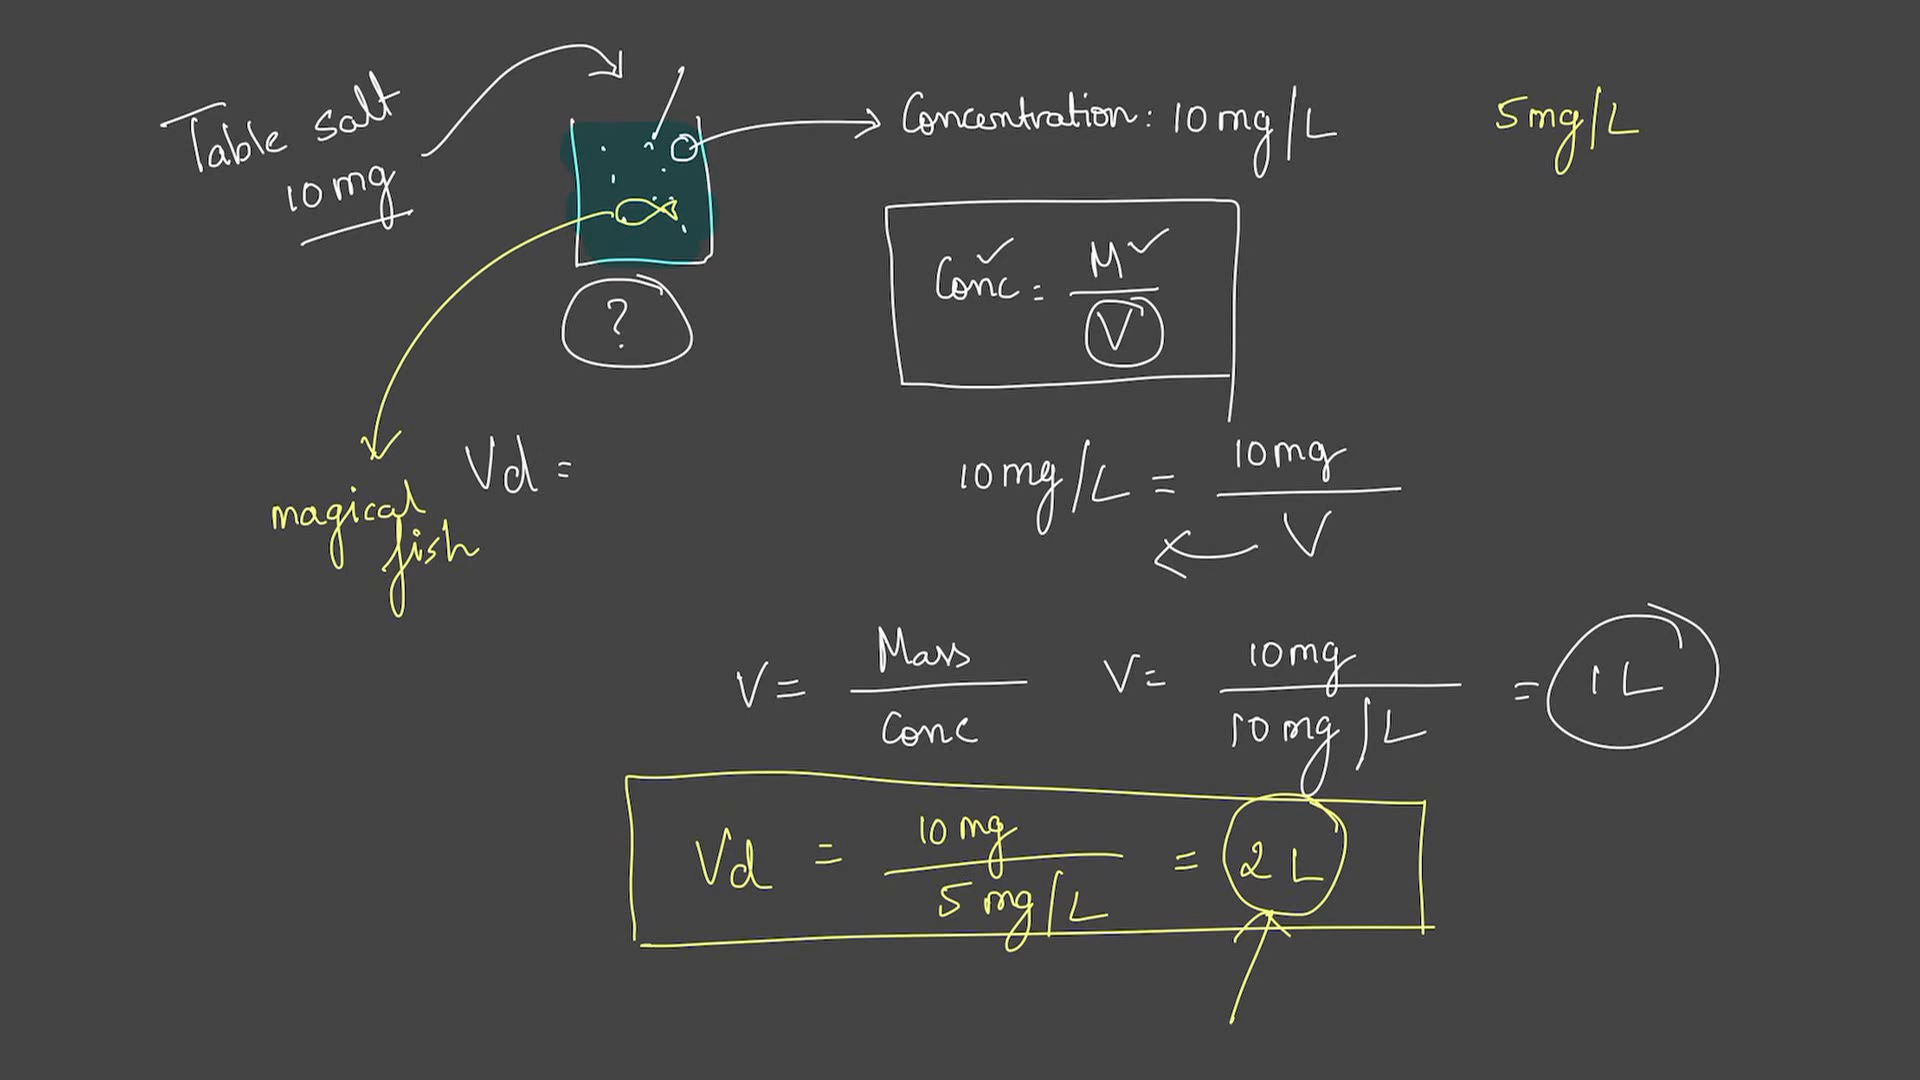 Table salt
10 mg
Concentration: 10 mg/L
5 mg/L
?
Conc = M / V
magical
fish
Vd =
10 mg/L = 10 mg / V
V = Mass / Conc
V = 10 mg / 10 mg/L = 1 L
Vd = 10 mg / 5 mg/L = 2 L